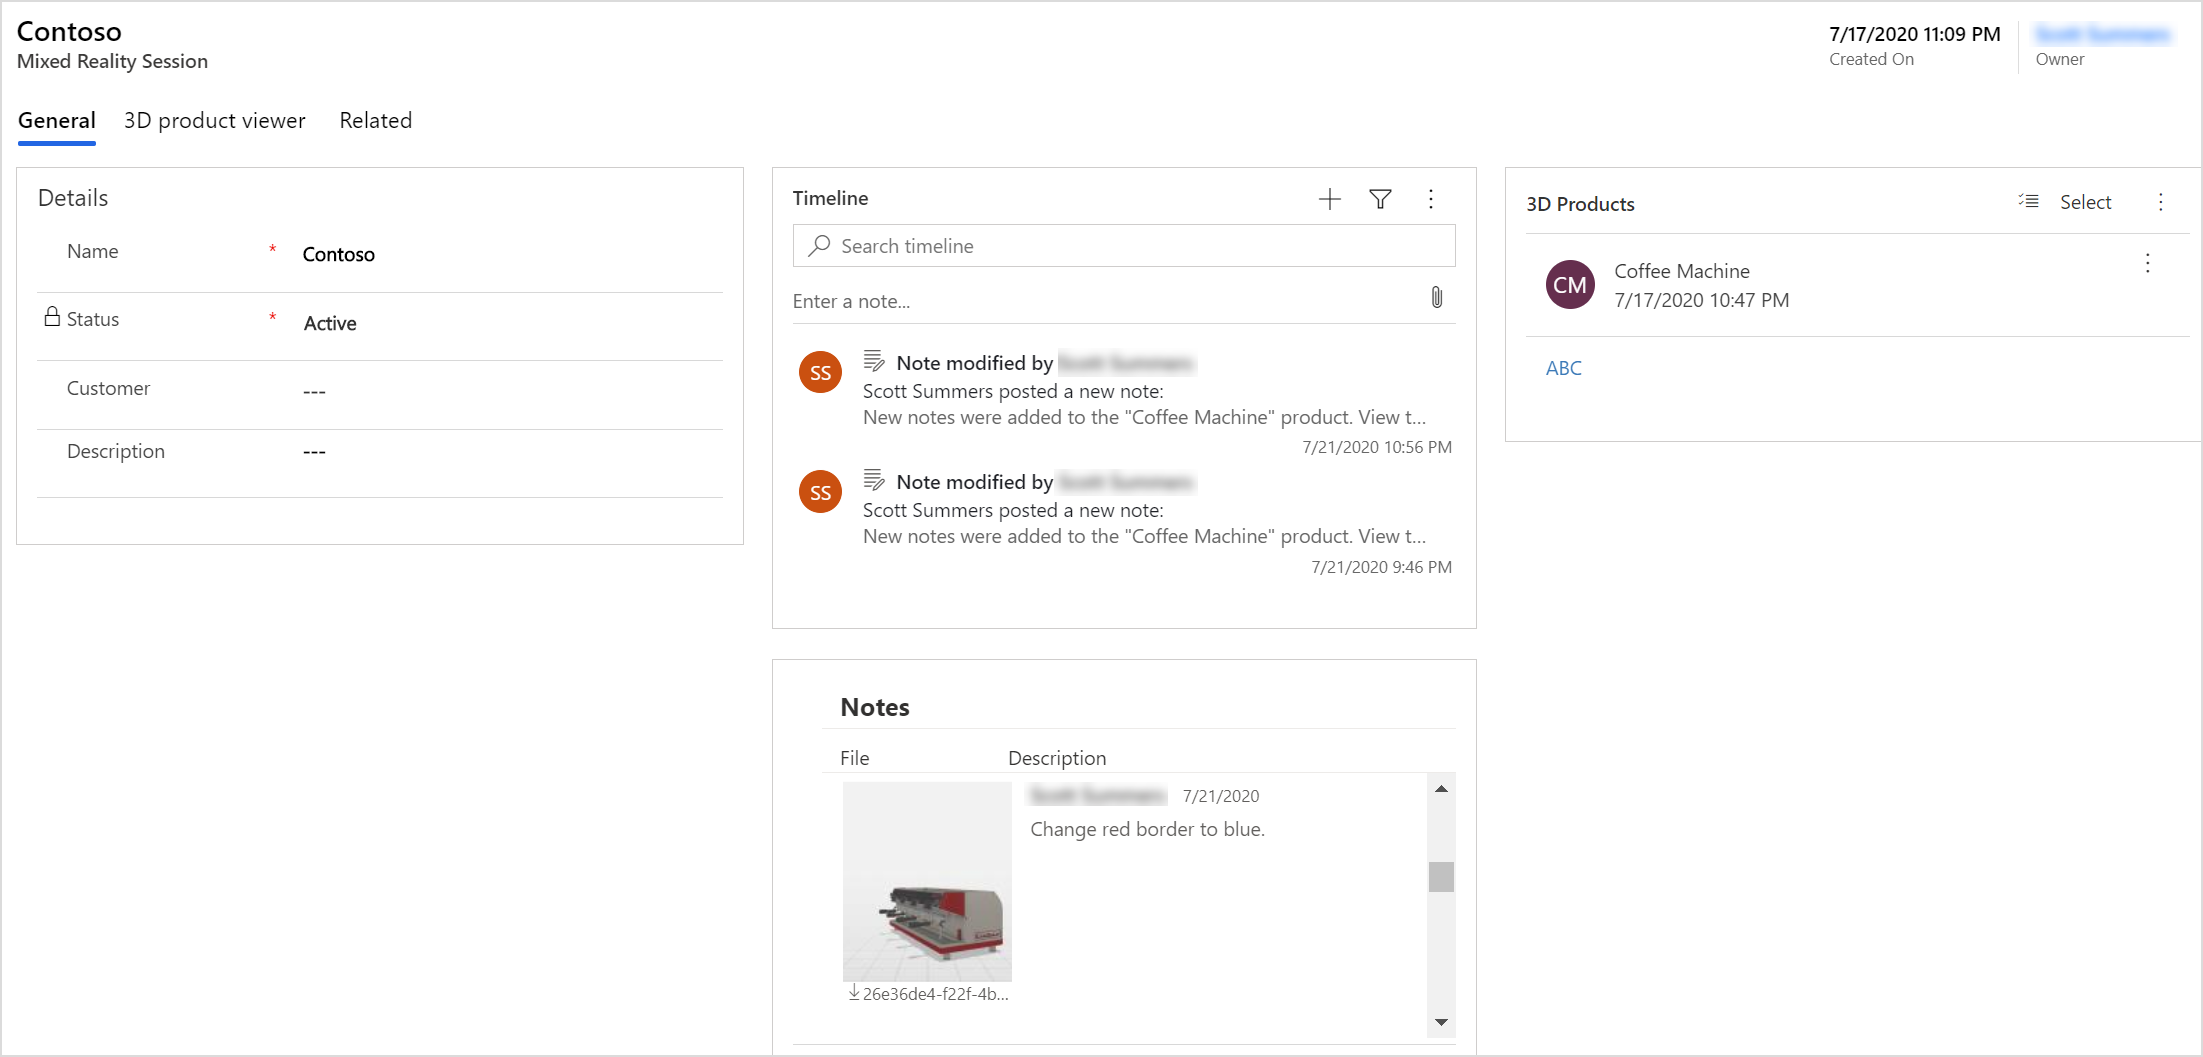 Contoso
Mixed Reality Session
7/17/2020 11:09 PM
Created On
Owner
General
3D product viewer
Related
Details
Name * Contoso
Status * Active
Customer ---
Description ---
Timeline
Search timeline
Enter a note...
SS
Note modified by
Scott Summers posted a new note:
New notes were added to the "Coffee Machine" product. View t...
7/21/2020 10:56 PM
SS
Note modified by
Scott Summers posted a new note:
New notes were added to the "Coffee Machine" product. View t...
7/21/2020 9:46 PM
Notes
File Description
7/21/2020
Change red border to blue.
26e36de4-f22f-4b...
3D Products
Select
CM
Coffee Machine
7/17/2020 10:47 PM
ABC